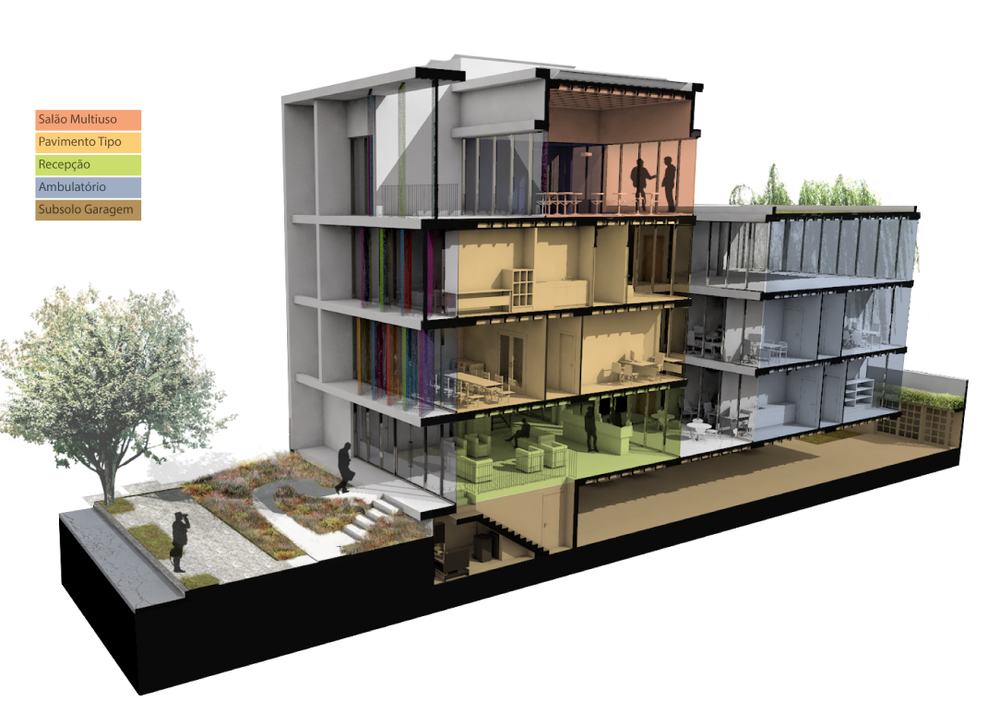 Salão Multiuso
Pavimento Tipo
Recepção
Ambulatório
Subsolo Garagem